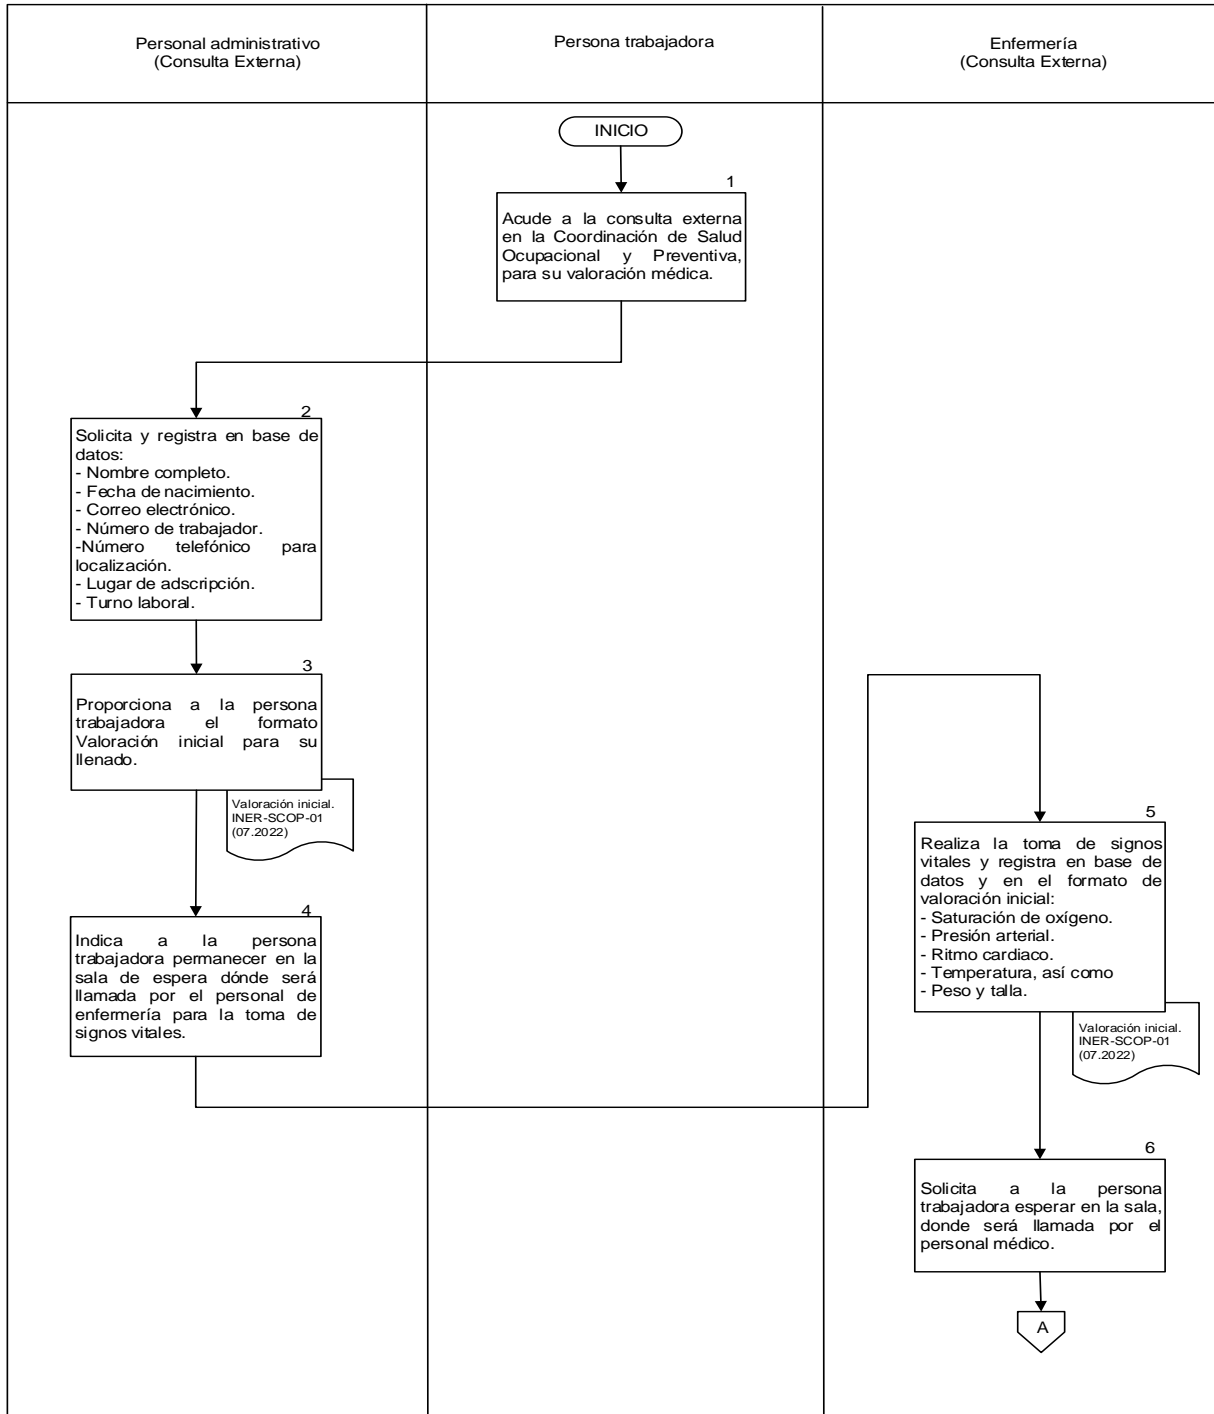 Personal administrativo
(Consulta Externa)
Persona trabajadora
Enfermería
(Consulta Externa)
INICIO
1
Acude a la consulta externa
en la Coordinación de Salud
Ocupacional y Preventiva,
para su valoración médica.
2
Solicita y registra en base de
datos:
- Nombre completo.
- Fecha de nacimiento.
- Correo electrónico.
- Número de trabajador.
-Número telefónico para
localización.
- Lugar de adscripción.
- Turno laboral.
3
Proporciona a la persona
trabajadora el formato
Valoración inicial para su
llenado.
Valoración inicial.
INER-SCOP-01
(07.2022)
4
Indica a la persona
trabajadora permanecer en la
sala de espera dónde será
llamada por el personal de
enfermería para la toma de
signos vitales.
5
Realiza la toma de signos
vitales y registra en base de
datos y en el formato de
valoración inicial:
- Saturación de oxígeno.
- Presión arterial.
- Ritmo cardiaco.
- Temperatura, así como
- Peso y talla.
Valoración inicial.
INER-SCOP-01
(07.2022)
6
Solicita a la persona
trabajadora esperar en la sala,
donde será llamada por el
personal médico.
A